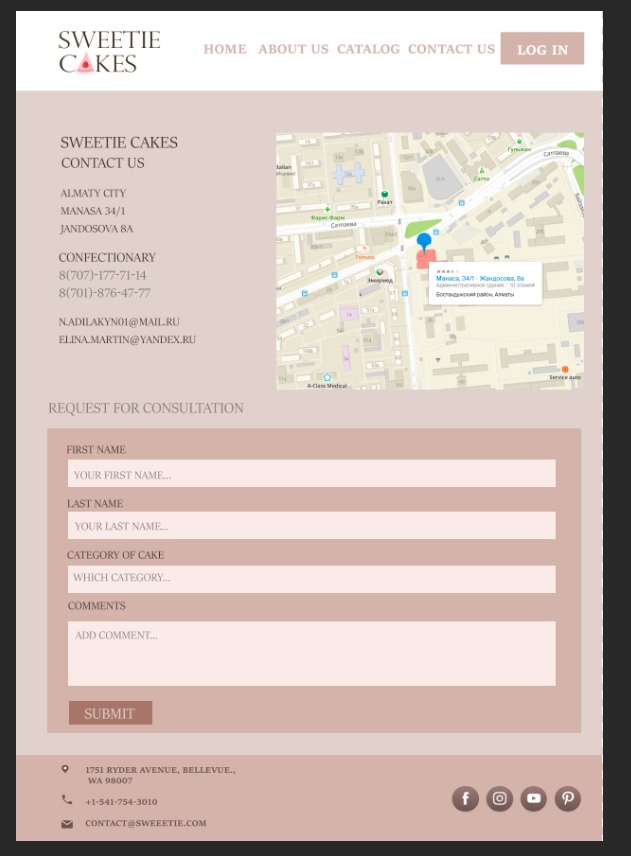 SWEETIE
CAKES
HOME ABOUT US CATALOG CONTACT US LOG IN
SWEETIE CAKES
CONTACT US
ALMATY CITY
MANASA 34/1
JANDOSOVA 8A
CONFECTIONARY
8(707)-177-71-14
8(701)-876-47-77
N.ADILAKYN01@MAIL.RU
ELINA.MARTIN@YANDEX.RU
Гульжан
Сатпаева
Сәтті
31/1
Рахат
Фарис Фарм
Сатпаева
Эмирмед
Манаса, 34/1 - Жандосова, 8а
Административное здание · 10 этажей
Бостандыкский район, Алматы
A-Class Medical
Service auto
REQUEST FOR CONSULTATION
FIRST NAME
YOUR FIRST NAME...
LAST NAME
YOUR LAST NAME...
CATEGORY OF CAKE
WHICH CATEGORY...
COMMENTS
ADD COMMENT...
SUBMIT
1751 RYDER AVENUE, BELLEVUE.,
WA 98007
+1-541-754-3010
CONTACT@SWEEETIE.COM